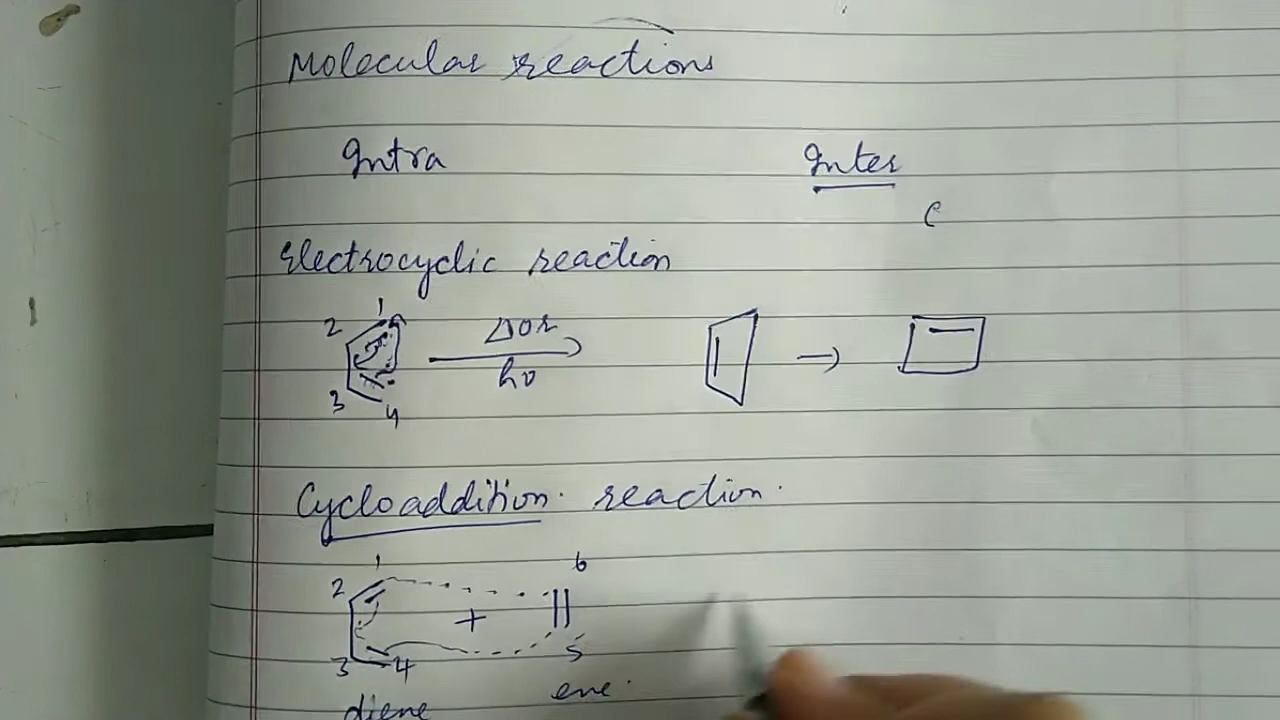 Molecular reactions
Intra Inter
C
Electrocyclic reaction
1
2
Δ or
hν
3
4
Cycloaddition reaction.
1 6
2
+
3 4 5
diene ene.